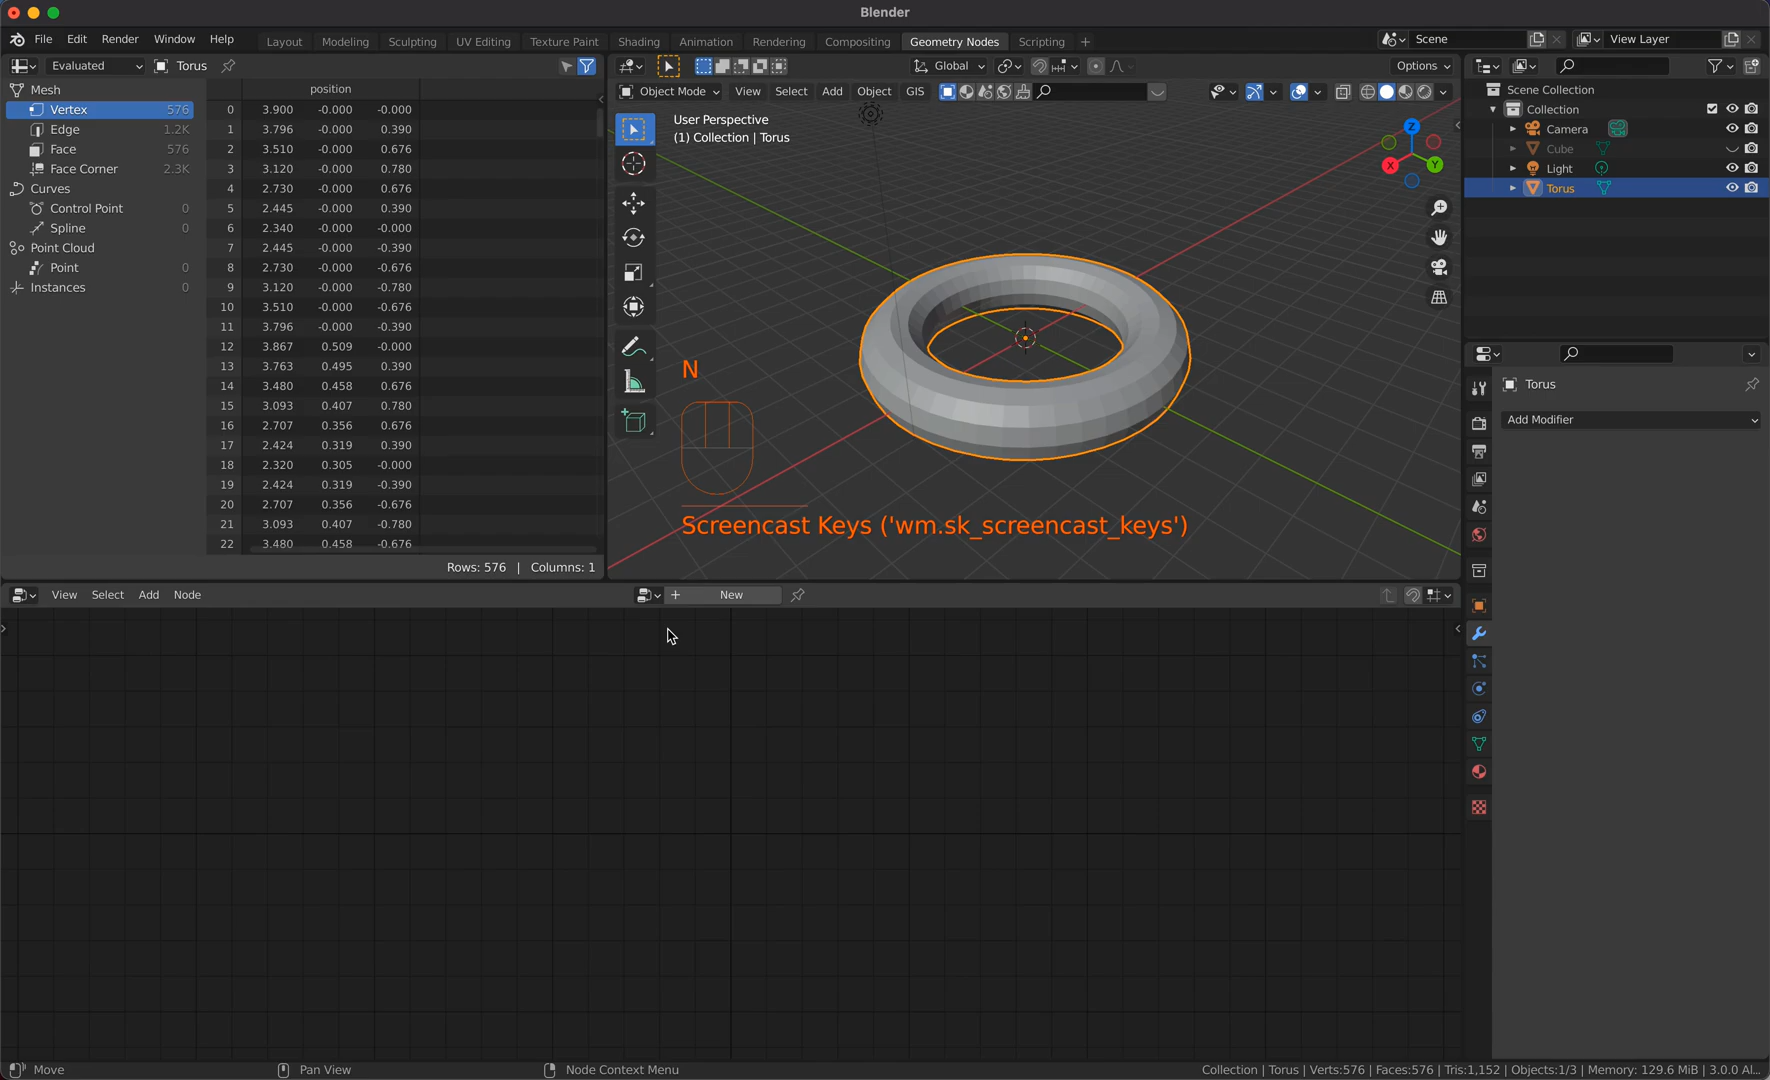 Blender
File Edit Render Window Help Layout Modeling Sculpting UV Editing Texture Paint Shading Animation Rendering Compositing Geometry Nodes Scripting + Scene View Layer
Evaluated Torus
position
Mesh
Vertex 576
Edge 1.2K
Face 576
Face Corner 2.3K
Curves
Control Point 0
Spline 0
Point Cloud
Point 0
Instances 0
0 3.900 -0.000 -0.000
1 3.796 -0.000 0.390
2 3.510 -0.000 0.676
3 3.120 -0.000 0.780
4 2.730 -0.000 0.676
5 2.445 -0.000 0.390
6 2.340 -0.000 -0.000
7 2.445 -0.000 -0.390
8 2.730 -0.000 -0.676
9 3.120 -0.000 -0.780
10 3.510 -0.000 -0.676
11 3.796 -0.000 -0.390
12 3.867 0.509 -0.000
13 3.763 0.495 0.390
14 3.480 0.458 0.676
15 3.093 0.407 0.780
16 2.707 0.356 0.676
17 2.424 0.319 0.390
18 2.320 0.305 -0.000
19 2.424 0.319 -0.390
20 2.707 0.356 -0.676
21 3.093 0.407 -0.780
22 3.480 0.458 -0.676
Rows: 576 | Columns: 1
Global Options
Object Mode View Select Add Object GIS
User Perspective
(1) Collection | Torus
Z
X Y
N
Screencast Keys ('wm.sk_screencast_keys')
Scene Collection
Collection
Camera
Cube
Light
Torus
Torus
Add Modifier
View Select Add Node
+ New
Move Pan View Node Context Menu Collection | Torus | Verts:576 | Faces:576 | Tris:1,152 | Objects:1/3 | Memory: 129.6 MiB | 3.0.0 Al...